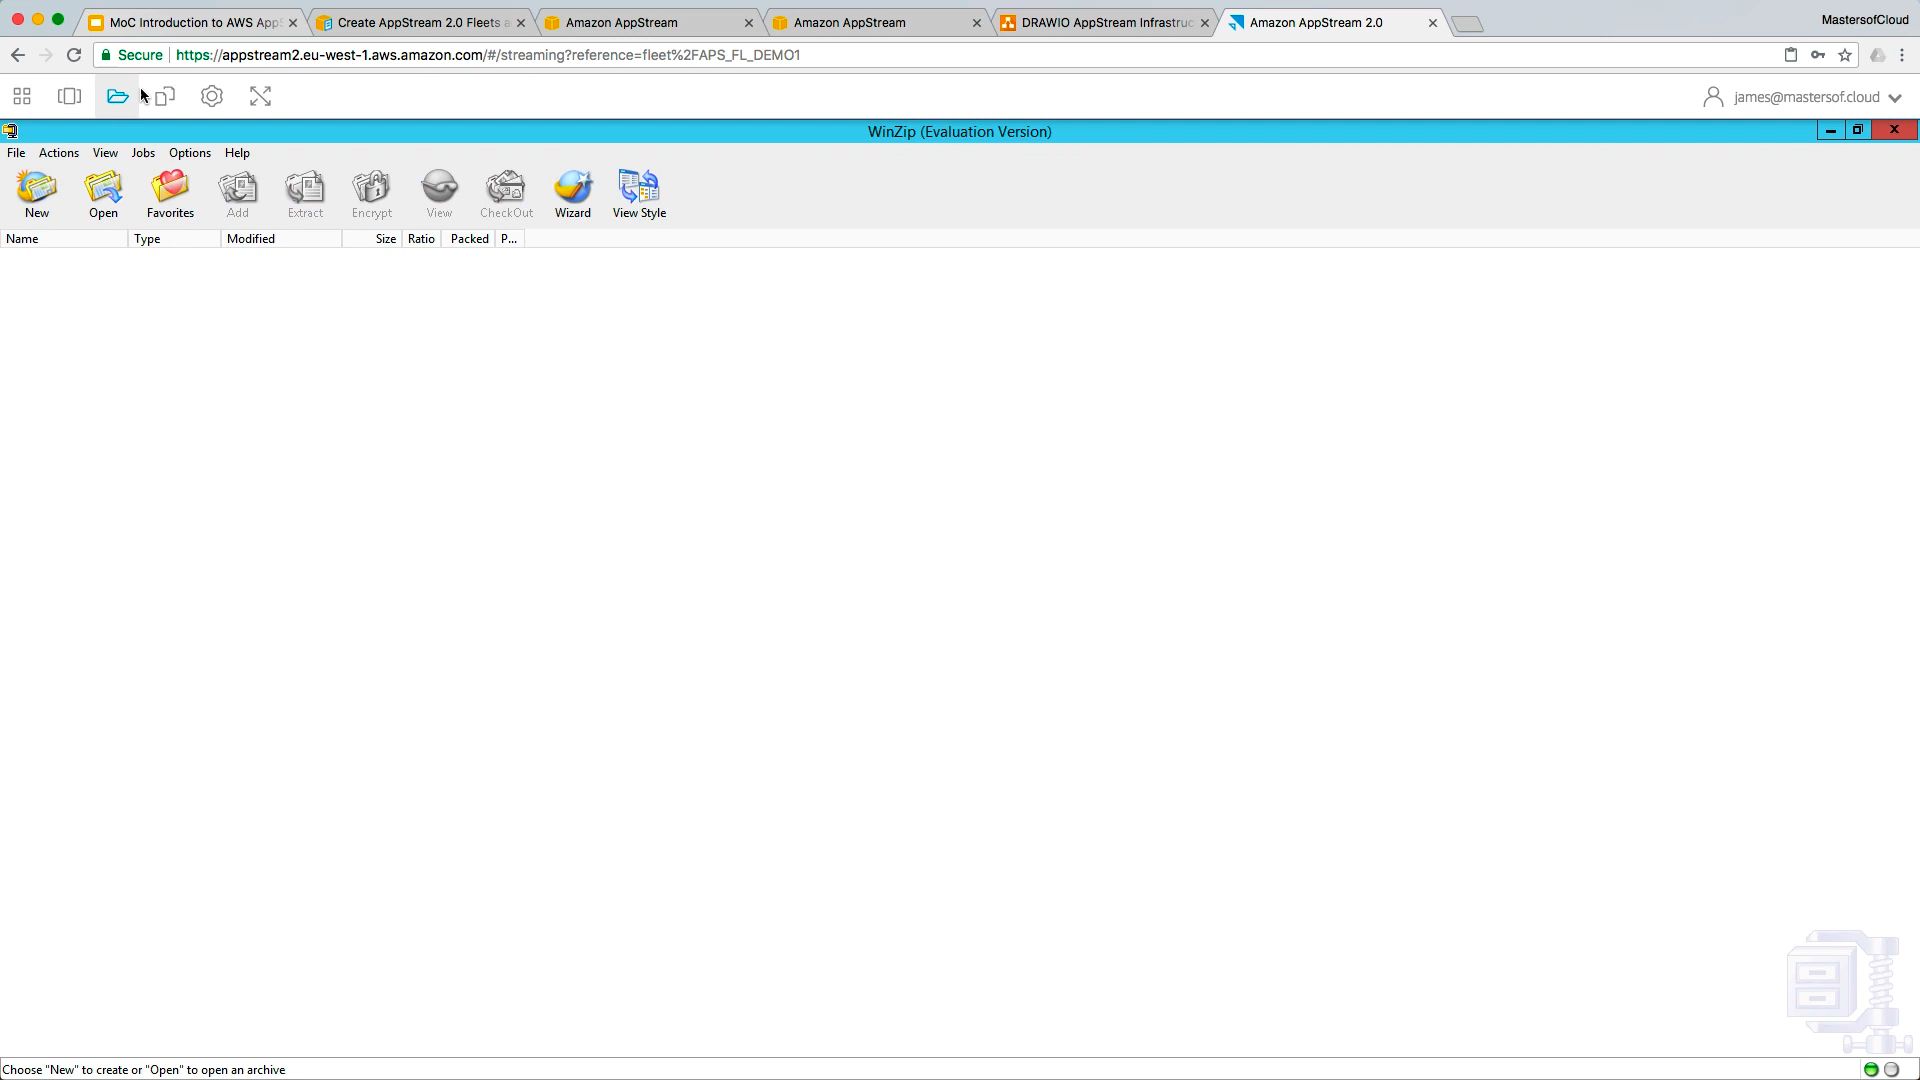 MoC Introduction to AWS App
Create AppStream 2.0 Fleets a
Amazon AppStream
Amazon AppStream
DRAWIO AppStream Infrastruc
Amazon AppStream 2.0
MastersofCloud
Secure
https://appstream2.eu-west-1.aws.amazon.com/#/streaming?reference=fleet%2FAPS_FL_DEMO1
james@mastersof.cloud
WinZip (Evaluation Version)
File Actions View Jobs Options Help
New Open Favorites Add Extract Encrypt View CheckOut Wizard View Style
Name Type Modified Size Ratio Packed P...
Choose "New" to create or "Open" to open an archive